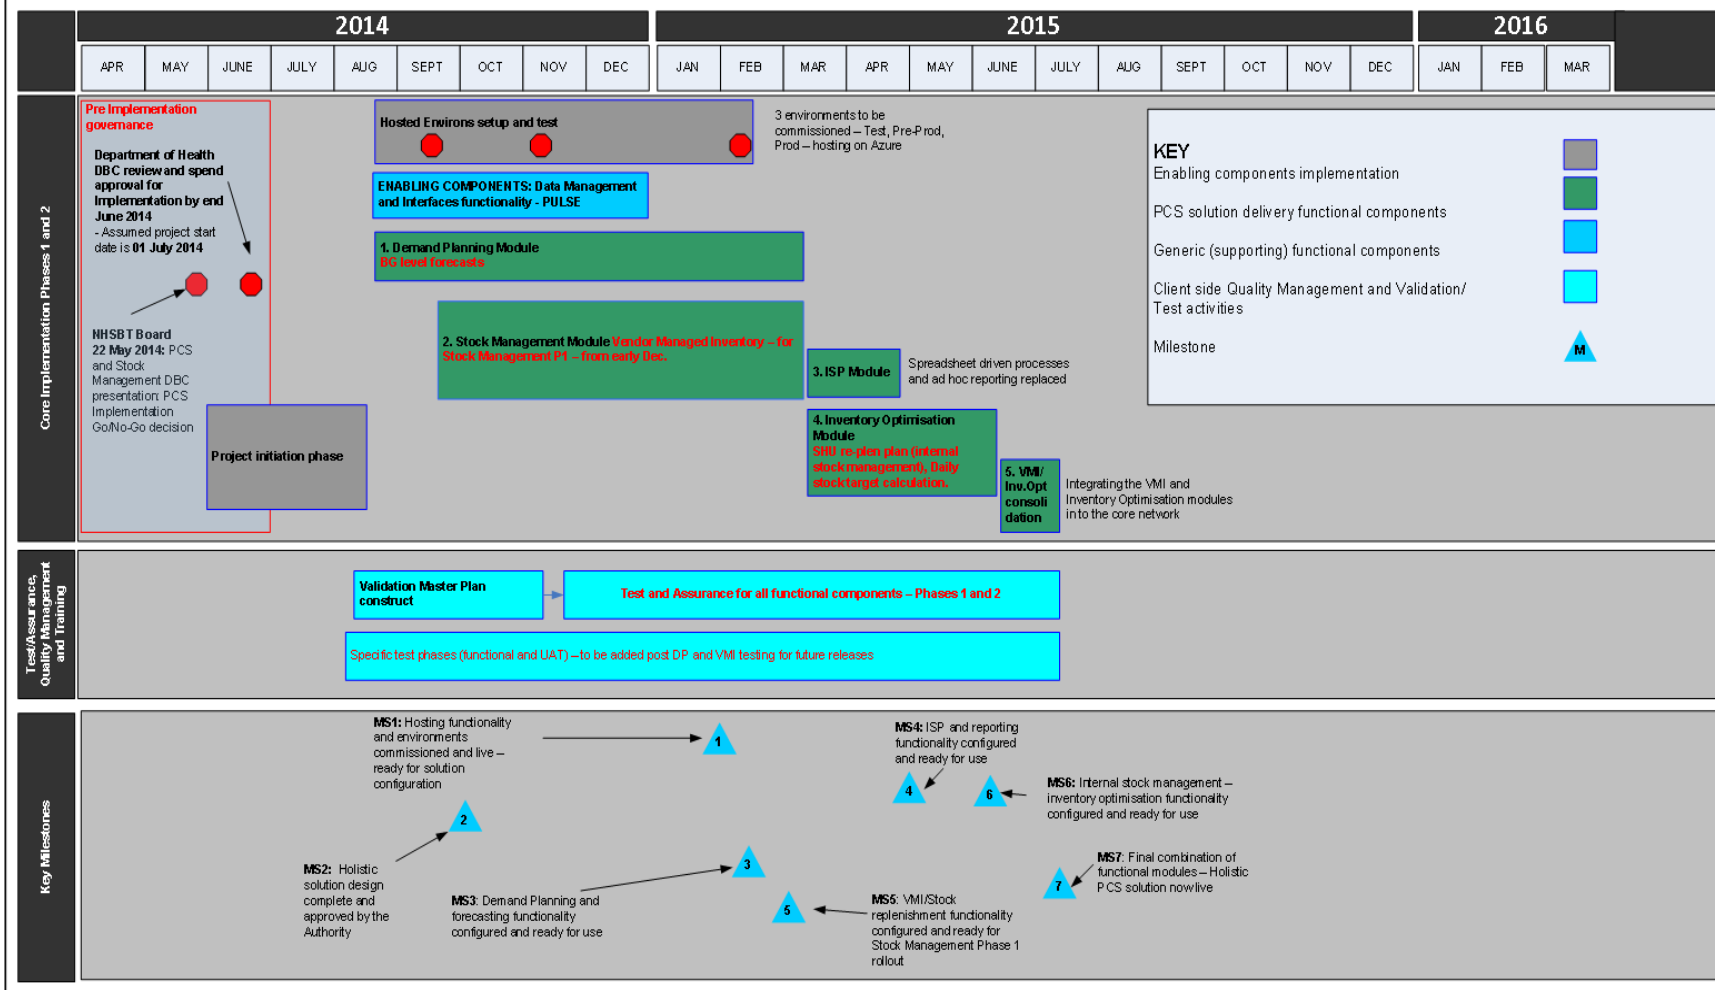 2014
2015
2016
APR MAY JUNE JULY AUG SEPT OCT NOV DEC JAN FEB MAR APR MAY JUNE JULY AUG SEPT OCT NOV DEC JAN FEB MAR
Core Implementation Phases 1 and 2
Pre Implementation
governance
Department of Health
DBC review and spend
approval for
Implementation by end
June 2014
- Assumed project start
date is 01 July 2014
NHSBT Board
22 May 2014: PCS
and Stock
Management DBC
presentation: PCS
Implementation
Go/No-Go decision
Project initiation phase
Hosted Environs setup and test
3 environments to be
commissioned – Test, Pre-Prod,
Prod – hosting on Azure
ENABLING COMPONENTS: Data Management
and Interfaces functionality - PULSE
1. Demand Planning Module
BG level forecasts
2. Stock Management Module Vendor Managed Inventory – for
Stock Management P1 – from early Dec.
3. ISP Module
Spreadsheet driven processes
and ad hoc reporting replaced
4. Inventory Optimisation
Module
SHU re-plen plan (internal
stock management), Daily
stock target calculation.
5. VMI/
Inv.Opt
consoli
dation
Integrating the VMI and
Inventory Optimisation modules
in to the core network
KEY
Enabling components implementation
PCS solution delivery functional components
Generic (supporting) functional components
Client side Quality Management and Validation/
Test activities
Milestone
M
Test/Assurance,
Quality Management
and Training
Validation Master Plan
construct
Test and Assurance for all functional components – Phases 1 and 2
Specific test phases (functional and UAT) – to be added post DP and VMI testing for future releases
Key Milestones
MS1: Hosting functionality
and environments
commissioned and live –
ready for solution
configuration
1
MS2: Holistic
solution design
complete and
approved by the
Authority
2
MS3: Demand Planning and
forecasting functionality
configured and ready for use
3
MS4: ISP and reporting
functionality configured
and ready for use
4
MS5: VMI/Stock
replenishment functionality
configured and ready for
Stock Management Phase 1
rollout
5
MS6: Internal stock management –
inventory optimisation functionality
configured and ready for use
6
MS7: Final combination of
functional modules – Holistic
PCS solution now live
7